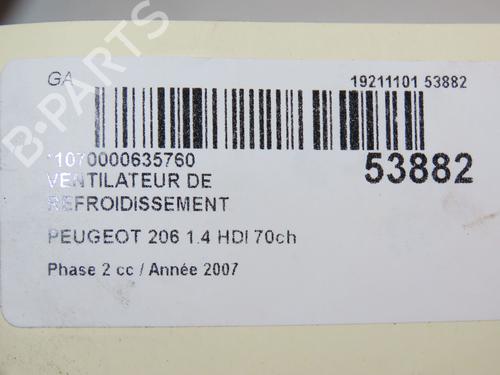 GA
19211101 53882
11070000635760
53882
VENTILATEUR DE
REFROIDISSEMENT
PEUGEOT 206 1.4 HDI 70ch
Phase 2 cc / Année 2007
B-PARTS